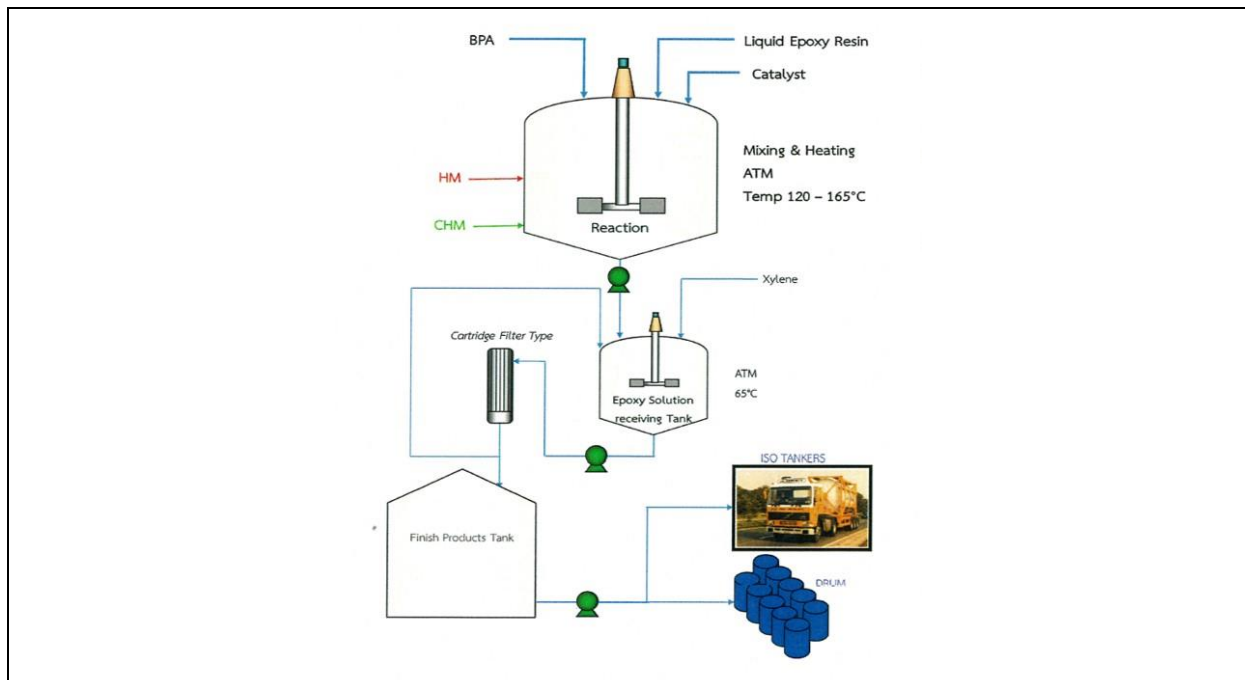 BPA
Liquid Epoxy Resin
Catalyst
Mixing & Heating
ATM
Temp 120 – 165°C
HM
CHM
Reaction
Xylene
Cartridge Filter Type
ATM
65°C
Epoxy Solution
receiving Tank
ISO TANKERS
Finish Products Tank
DRUM